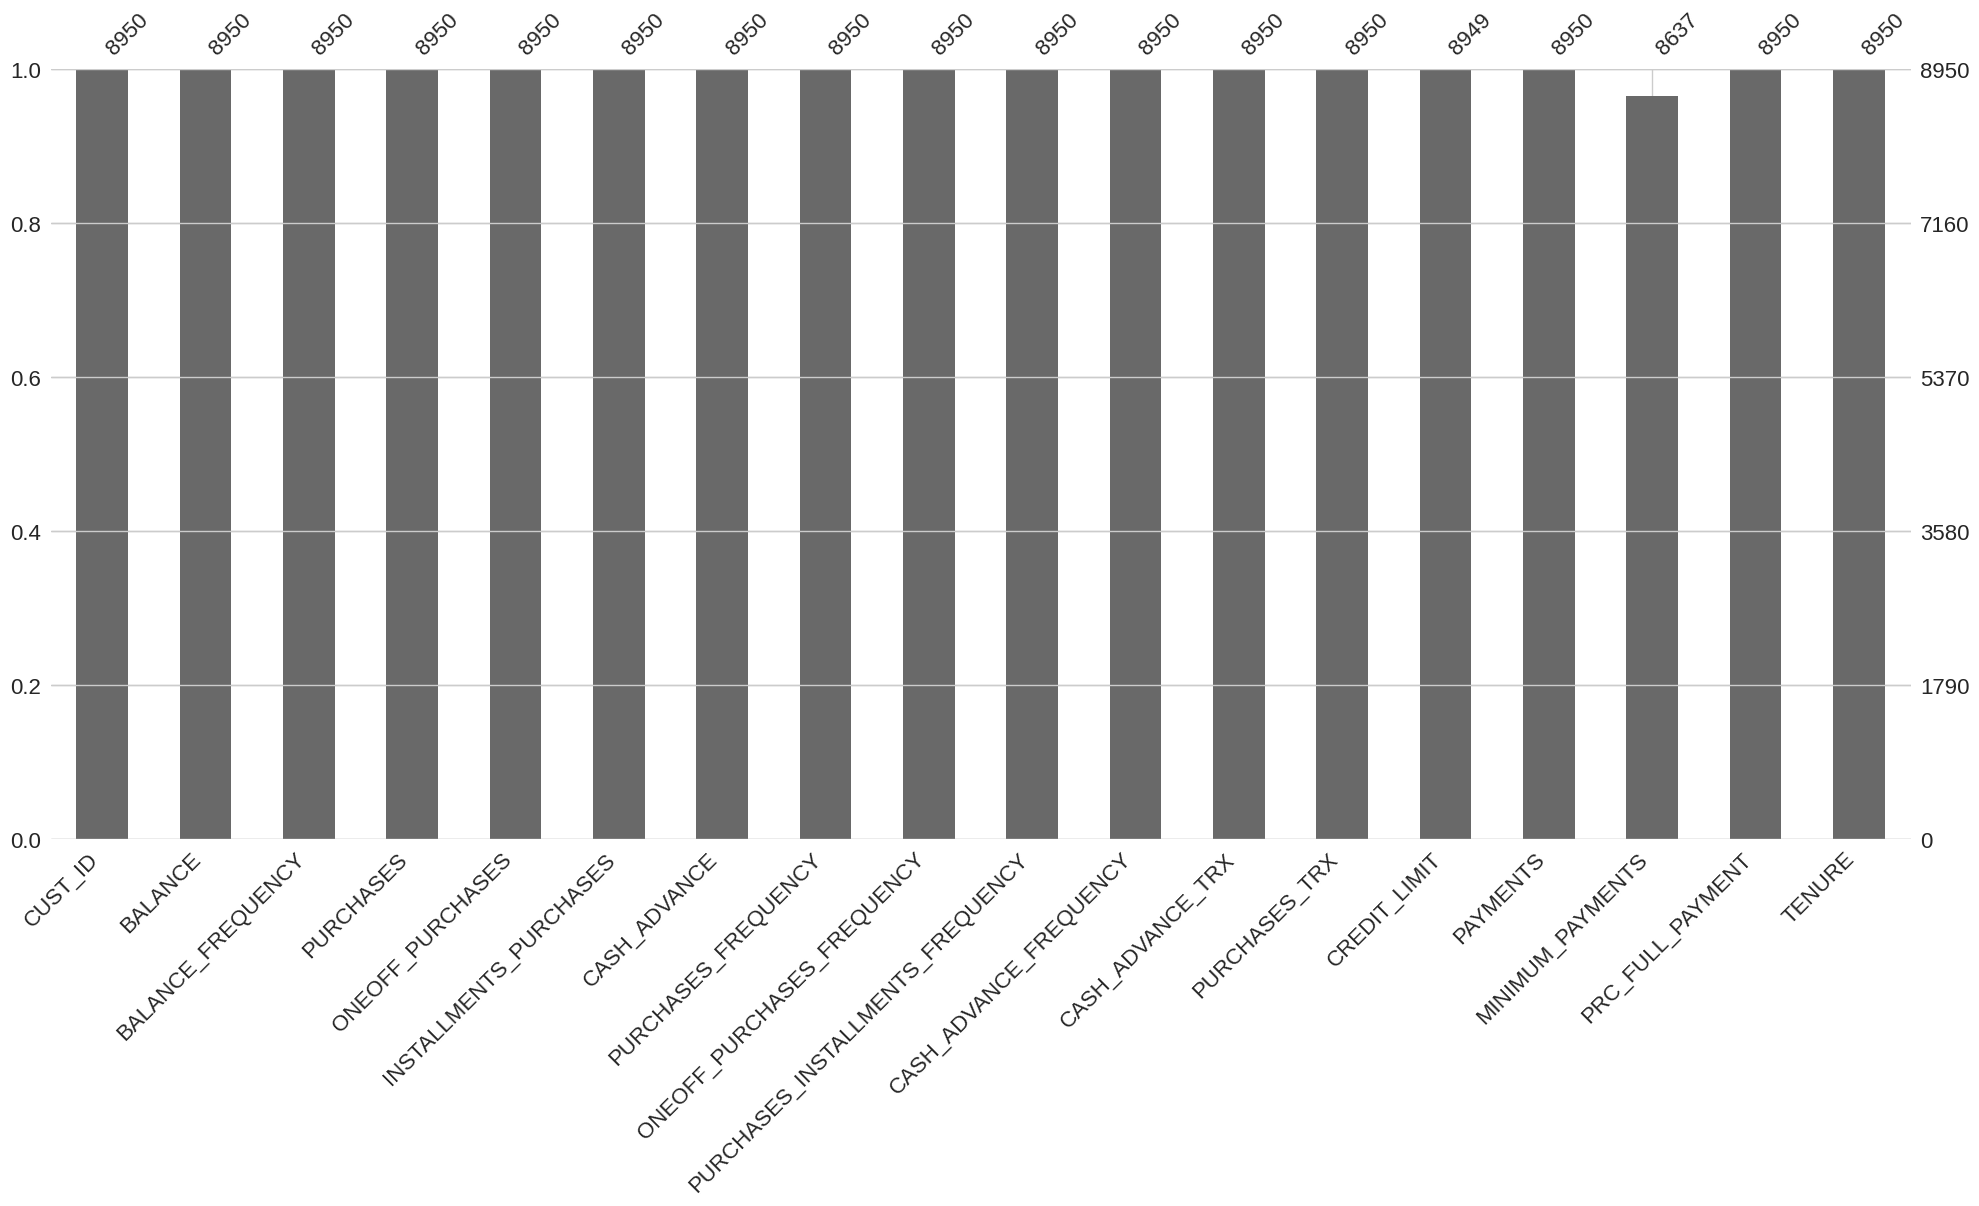 8950 8950 8950 8950 8950 8950 8950 8950 8950 8950 8950 8950 8950 8949 8950 8637 8950 8950
1.0 8950
0.8 7160
0.6 5370
0.4 3580
0.2 1790
0.0 0
CUST_ID
BALANCE
BALANCE_FREQUENCY
PURCHASES
ONEOFF_PURCHASES
INSTALLMENTS_PURCHASES
CASH_ADVANCE
PURCHASES_FREQUENCY
ONEOFF_PURCHASES_FREQUENCY
PURCHASES_INSTALLMENTS_FREQUENCY
CASH_ADVANCE_FREQUENCY
CASH_ADVANCE_TRX
PURCHASES_TRX
CREDIT_LIMIT
PAYMENTS
MINIMUM_PAYMENTS
PRC_FULL_PAYMENT
TENURE